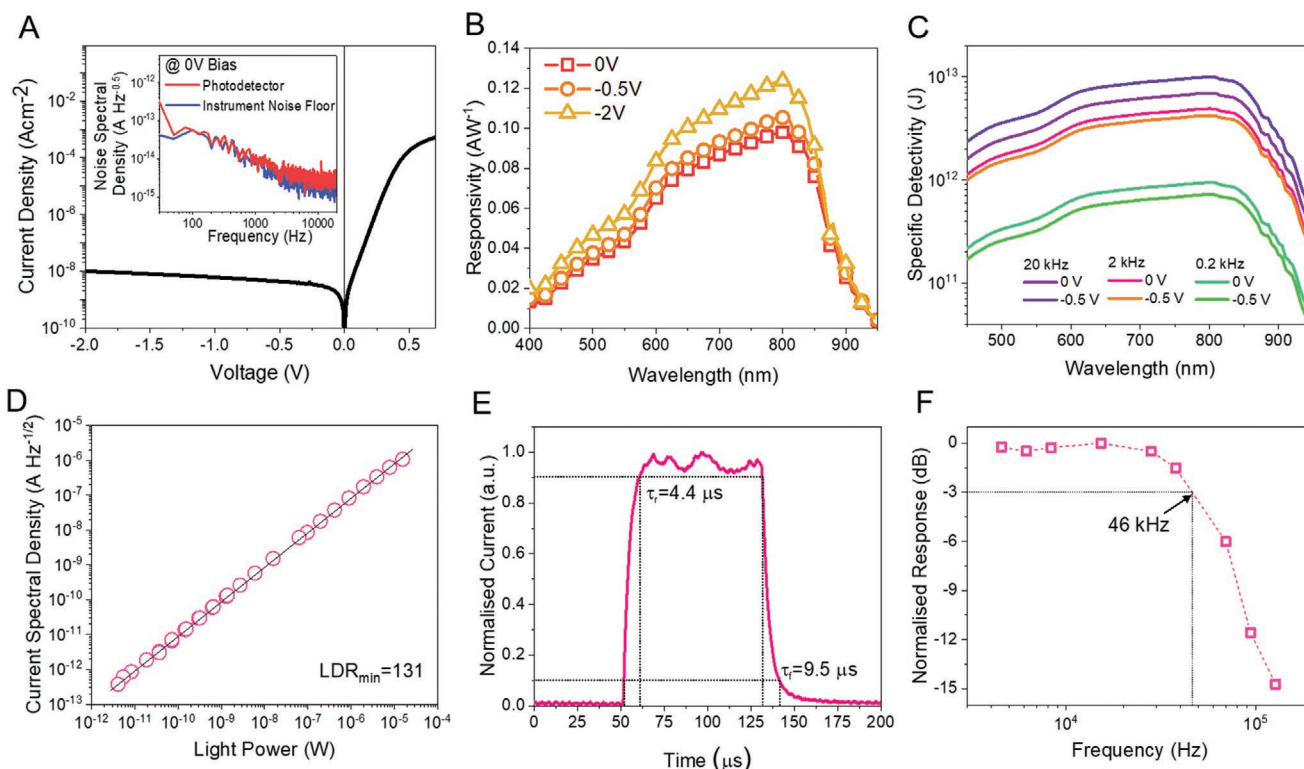 A
Current Density (Acm⁻²)
10⁻²
10⁻⁴
10⁻⁶
10⁻⁸
10⁻¹⁰
-2.0 -1.5 -1.0 -0.5 0.0 0.5
Voltage (V)
@ 0V Bias
Photodetector
Instrument Noise Floor
Noise Spectral
Density (A Hz⁻⁰·⁵)
10⁻¹²
10⁻¹³
10⁻¹⁴
10⁻¹⁵
100 1000 10000
Frequency (Hz)
B
Responsivity (AW⁻¹)
0.14
0.12
0.10
0.08
0.06
0.04
0.02
0.00
0V
-0.5V
-2V
400 500 600 700 800 900
Wavelength (nm)
C
Specific Detectivity (J)
10¹³
10¹²
10¹¹
20 kHz 2 kHz 0.2 kHz
0 V 0 V 0 V
-0.5 V -0.5 V -0.5 V
500 600 700 800 900
Wavelength (nm)
D
Current Spectral Density (A Hz⁻¹/²)
10⁻⁵
10⁻⁶
10⁻⁷
10⁻⁸
10⁻⁹
10⁻¹⁰
10⁻¹¹
10⁻¹²
10⁻¹³
LDRmin=131
10⁻¹² 10⁻¹¹ 10⁻¹⁰ 10⁻⁹ 10⁻⁸ 10⁻⁷ 10⁻⁶ 10⁻⁵ 10⁻⁴
Light Power (W)
E
Normalised Current (a.u.)
1.0
0.8
0.6
0.4
0.2
0.0
τr=4.4 μs
τf=9.5 μs
0 25 50 75 100 125 150 175 200
Time (μs)
F
Normalised Response (dB)
0
-3
-6
-9
-12
-15
46 kHz
10⁴ 10⁵
Frequency (Hz)